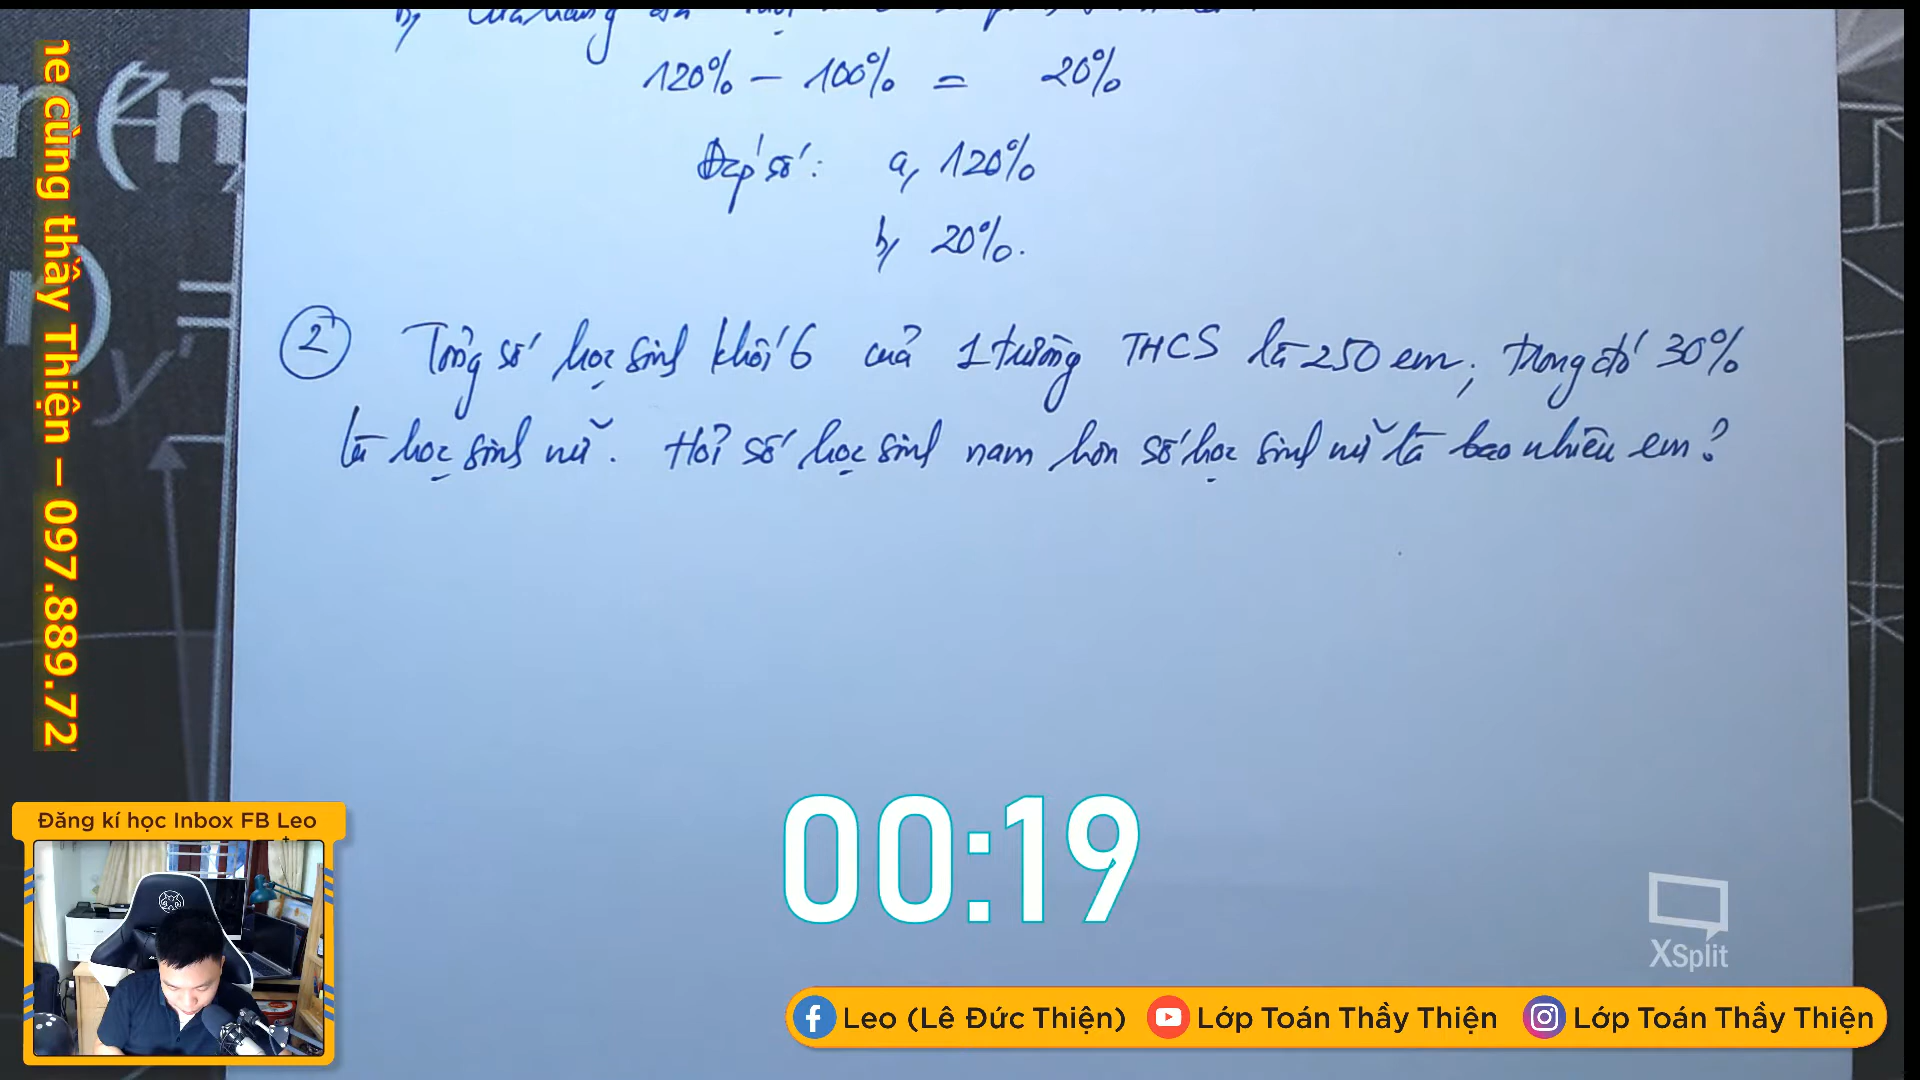 120% - 100% = 20%
Đáp số: a, 120%
b, 20%.
2 Tổng số học sinh khối 6 của 1 trường THCS là 250 em, trong đó 30%
là học sinh nữ. Hỏi số học sinh nam hơn số học sinh nữ là bao nhiêu em?
cùng thầy Thiện – 097.889.72
00:19
XSplit
Đăng kí học Inbox FB Leo
Leo (Lê Đức Thiện) Lớp Toán Thầy Thiện Lớp Toán Thầy Thiện